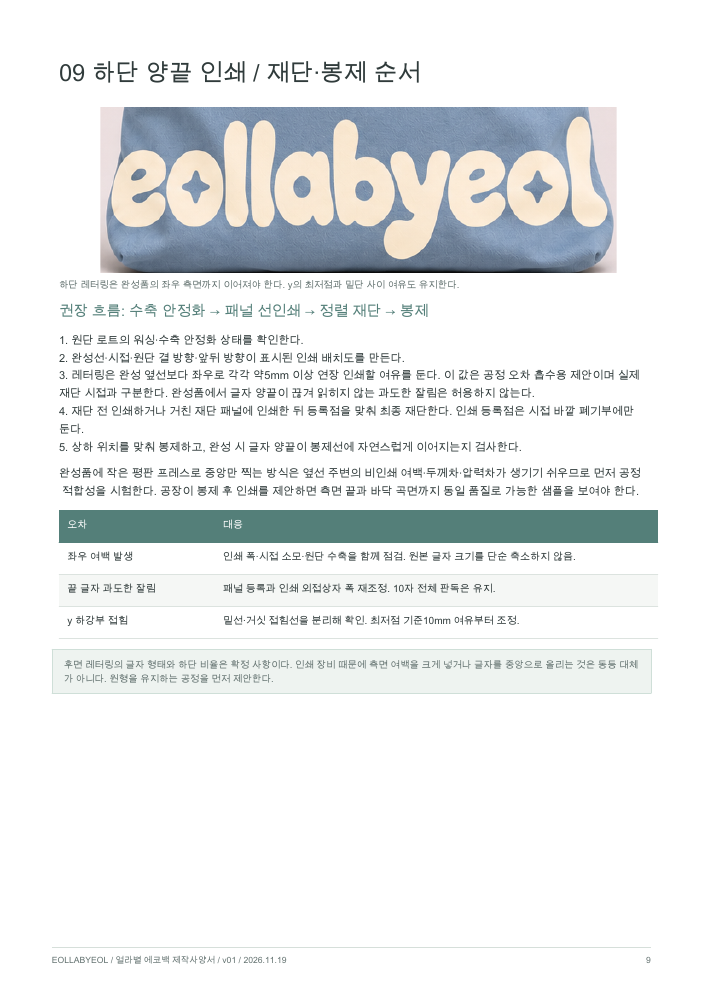 09 하단 양끝 인쇄 / 재단·봉제 순서
eollabyeol
하단 레터링은 완성품의 좌우 측면까지 이어져야 한다. y의 최저점과 밑단 사이 여유도 유지한다.
권장 흐름: 수축 안정화 → 패널 선인쇄 → 정렬 재단 → 봉제
1. 원단 로트의 워싱·수축 안정화 상태를 확인한다.
2. 완성선·시접·원단 결 방향·앞뒤 방향이 표시된 인쇄 배치도를 만든다.
3. 레터링은 완성 옆선보다 좌우로 각각 약5mm 이상 연장 인쇄할 여유를 둔다. 이 값은 공정 오차 흡수용 제안이며 실제
재단 시접과 구분한다. 완성품에서 글자 양끝이 끊겨 읽히지 않는 과도한 잘림은 허용하지 않는다.
4. 재단 전 인쇄하거나 거친 재단 패널에 인쇄한 뒤 등록점을 맞춰 최종 재단한다. 인쇄 등록점은 시접 바깥 폐기부에만
둔다.
5. 상하 위치를 맞춰 봉제하고, 완성 시 글자 양끝이 봉제선에 자연스럽게 이어지는지 검사한다.
완성품에 작은 평판 프레스로 중앙만 찍는 방식은 옆선 주변의 비인쇄 여백·두께차·압력차가 생기기 쉬우므로 먼저 공정
적합성을 시험한다. 공장이 봉제 후 인쇄를 제안하면 측면 끝과 바닥 곡면까지 동일 품질로 가능한 샘플을 보여야 한다.
오차 대응
좌우 여백 발생 인쇄 폭·시접 소모·원단 수축을 함께 점검. 원본 글자 크기를 단순 축소하지 않음.
끝 글자 과도한 잘림 패널 등록과 인쇄 외접상자 폭 재조정. 10자 전체 판독은 유지.
y 하강부 접힘 밑선·거싯 접힘선을 분리해 확인. 최저점 기준10mm 여유부터 조정.
후면 레터링의 글자 형태와 하단 비율은 확정 사항이다. 인쇄 장비 때문에 측면 여백을 크게 넣거나 글자를 중앙으로 올리는 것은 동등 대체
가 아니다. 원형을 유지하는 공정을 먼저 제안한다.
EOLLABYEOL / 얼라별 에코백 제작사양서 / v01 / 2026.11.19 9